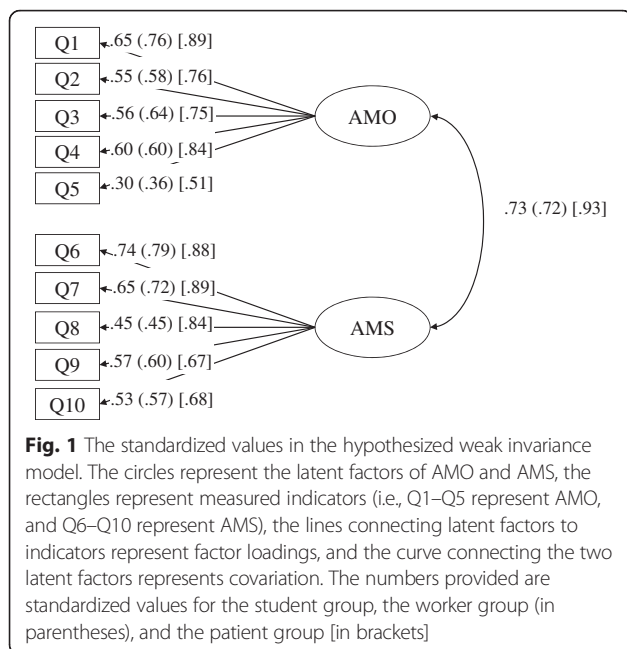 Q1 .65 (.76) [.89]
Q2 .55 (.58) [.76]
Q3 .56 (.64) [.75]
AMO
Q4 .60 (.60) [.84]
Q5 .30 (.36) [.51]
.73 (.72) [.93]
Q6 .74 (.79) [.88]
Q7 .65 (.72) [.89]
Q8 .45 (.45) [.84]
AMS
Q9 .57 (.60) [.67]
Q10 .53 (.57) [.68]
Fig. 1 The standardized values in the hypothesized weak invariance
model. The circles represent the latent factors of AMO and AMS, the
rectangles represent measured indicators (i.e., Q1–Q5 represent AMO,
and Q6–Q10 represent AMS), the lines connecting latent factors to
indicators represent factor loadings, and the curve connecting the two
latent factors represents covariation. The numbers provided are
standardized values for the student group, the worker group (in
parentheses), and the patient group [in brackets]